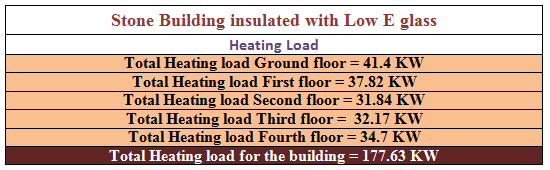 Stone Building insulated with Low E glass
Heating Load
Total Heating load Ground floor = 41.4 KW
Total Heating load First floor = 37.82 KW
Total Heating load Second floor = 31.84 KW
Total Heating load Third floor =  32.17 KW
Total Heating load Fourth floor = 34.7 KW
Total Heating load for the building = 177.63 KW